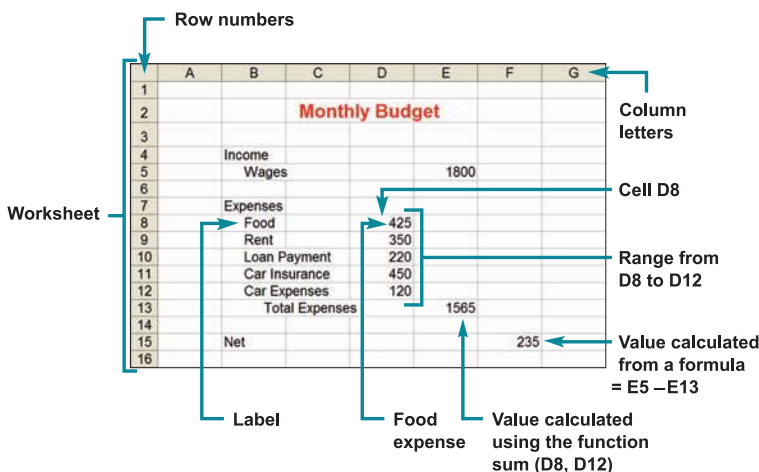 Row numbers
A B C D E F G
1
2 Monthly Budget
Column
letters
3
4 Income
5 Wages 1800
6
Cell D8
7 Expenses
Worksheet
8 Food 425
9 Rent 350
10 Loan Payment 220
11 Car Insurance 450
12 Car Expenses 120
Range from
D8 to D12
13 Total Expenses 1565
14
15 Net 235
16
Value calculated
from a formula
= E5 –E13
Label
Food
expense
Value calculated
using the function
sum (D8, D12)